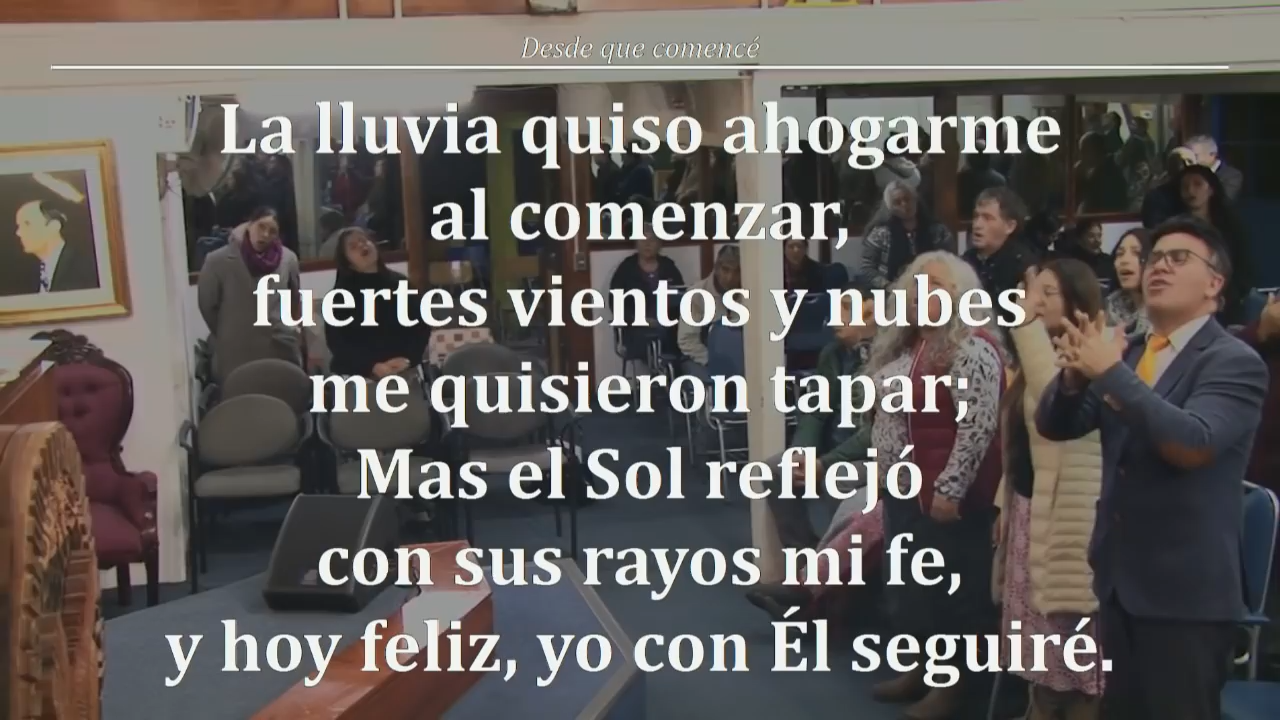 Desde que comencé
La lluvia quiso ahogarme
al comenzar,
fuertes vientos y nubes
me quisieron tapar;
Mas el Sol reflejó
con sus rayos mi fe,
y hoy feliz, yo con Él seguiré.